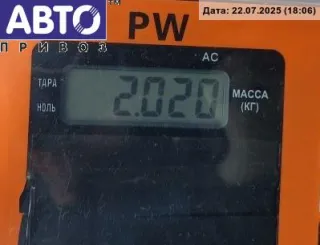 АВТО
ПРИВОЗ
PW
Дата: 22.07.2025 (18:06)
AC
ТАРА
НОЛЬ
2.020
МАССА
(КГ)